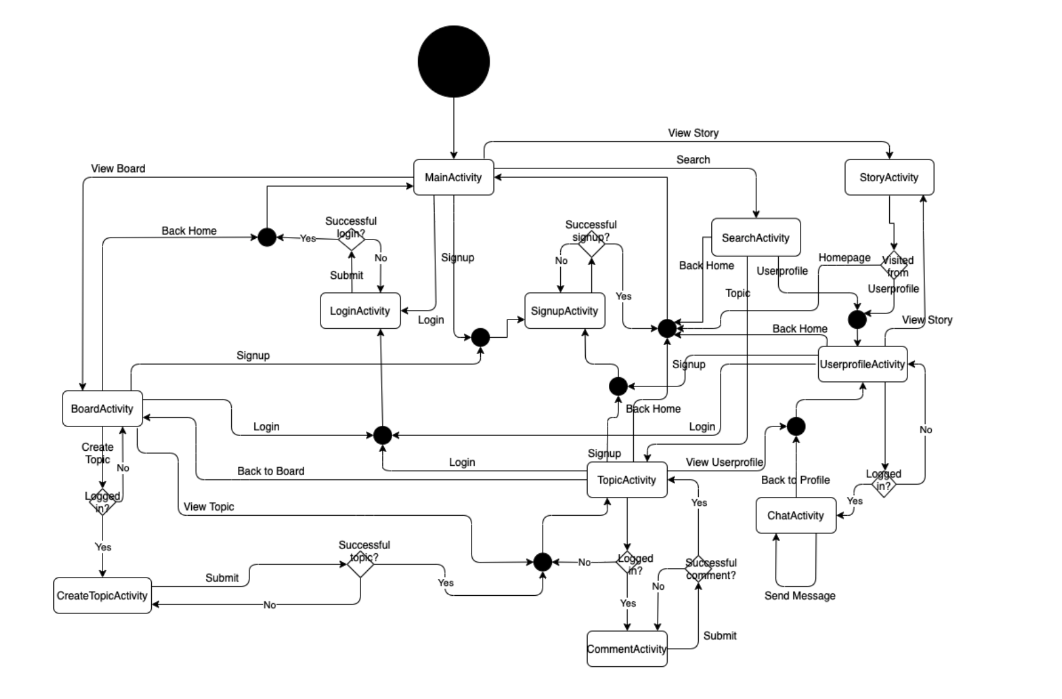 View Story
Search
View Board
MainActivity
StoryActivity
Successful
login?
Successful
signup?
SearchActivity
Back Home
Yes
No
Signup
No
Back Home
Userprofile
Homepage
Visited
from
Submit
Yes
Topic
Userprofile
LoginActivity
Login
SignupActivity
View Story
Back Home
Signup
Signup
UserprofileActivity
BoardActivity
Back Home
Login
Login
No
Create
Topic
No
Signup
Login
View Userprofile
Back to Board
TopicActivity
Back to Profile
Logged
in?
Logged
in?
View Topic
Yes
Yes
ChatActivity
Yes
Successful
topic?
No
Logged
in?
Successful
comment?
Submit
Yes
No
CreateTopicActivity
No
Yes
Send Message
Submit
CommentActivity